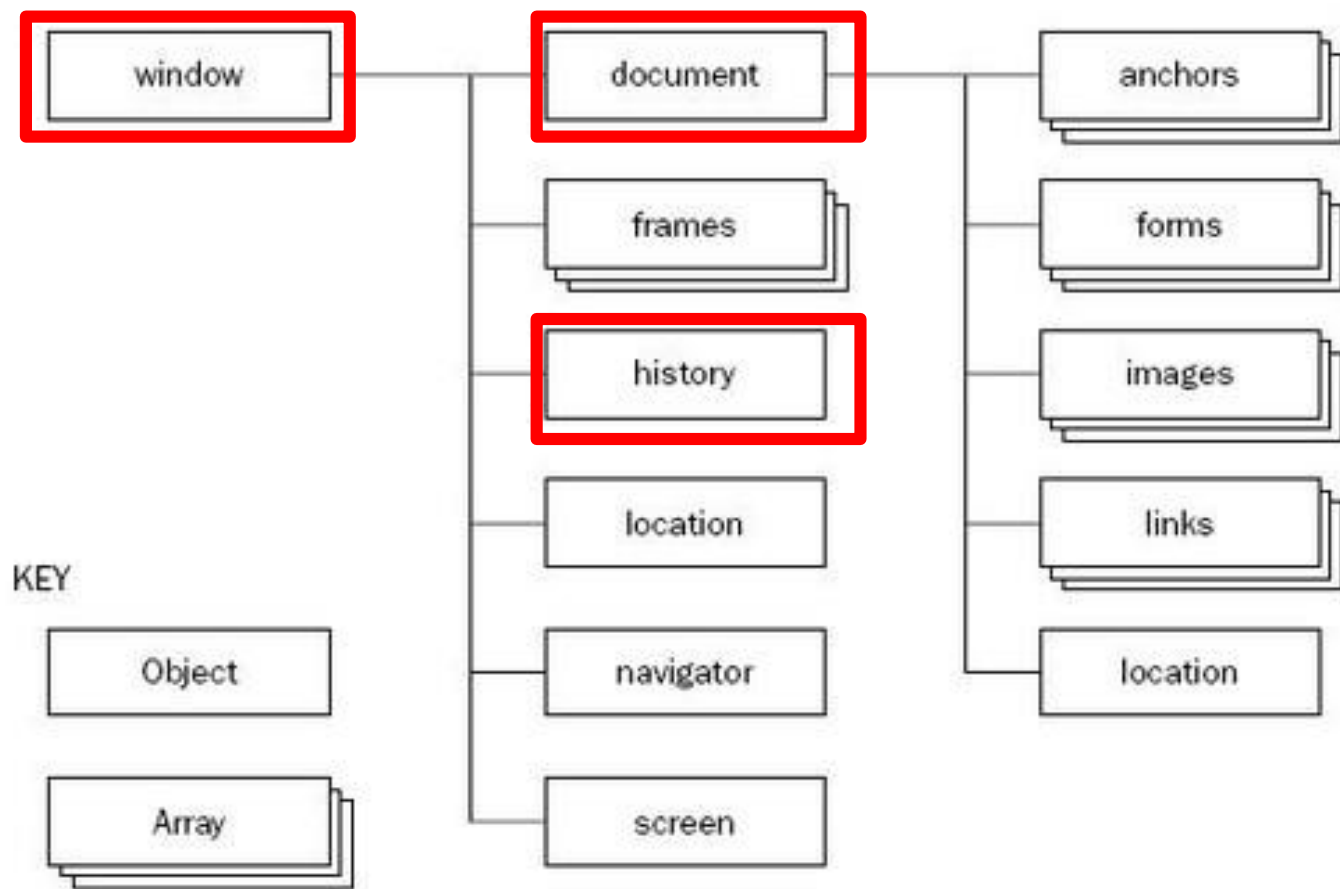 window
document
anchors
frames
forms
history
images
location
links
KEY
Object
navigator
location
Array
screen